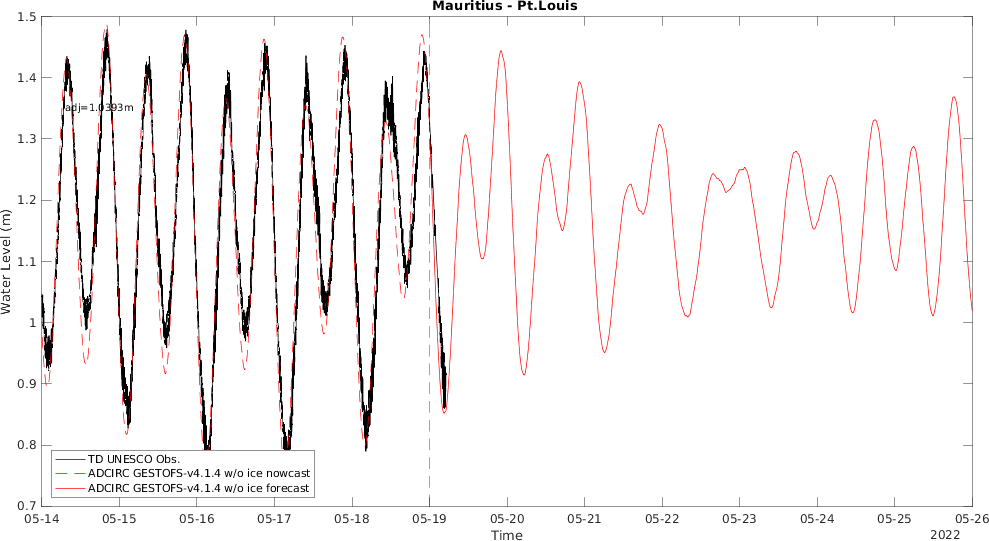 Mauritius - Pt.Louis
1.5
1.4
1.3
1.2
1.1
1
0.9
0.8
0.7
Water Level (m)
adj=1.0393m
TD UNESCO Obs.
ADCIRC GESTOFS-v4.1.4 w/o ice nowcast
ADCIRC GESTOFS-v4.1.4 w/o ice forecast
05-14 05-15 05-16 05-17 05-18 05-19 05-20 05-21 05-22 05-23 05-24 05-25 05-26
Time
2022